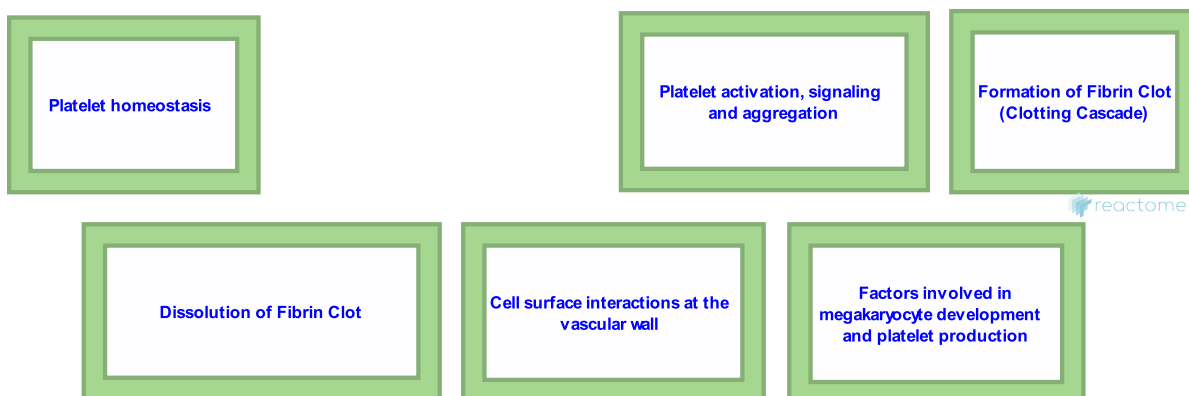 Platelet homeostasis
Platelet activation, signaling
and aggregation
Formation of Fibrin Clot
(Clotting Cascade)
reactome
Dissolution of Fibrin Clot
Cell surface interactions at the
vascular wall
Factors involved in
megakaryocyte development
and platelet production